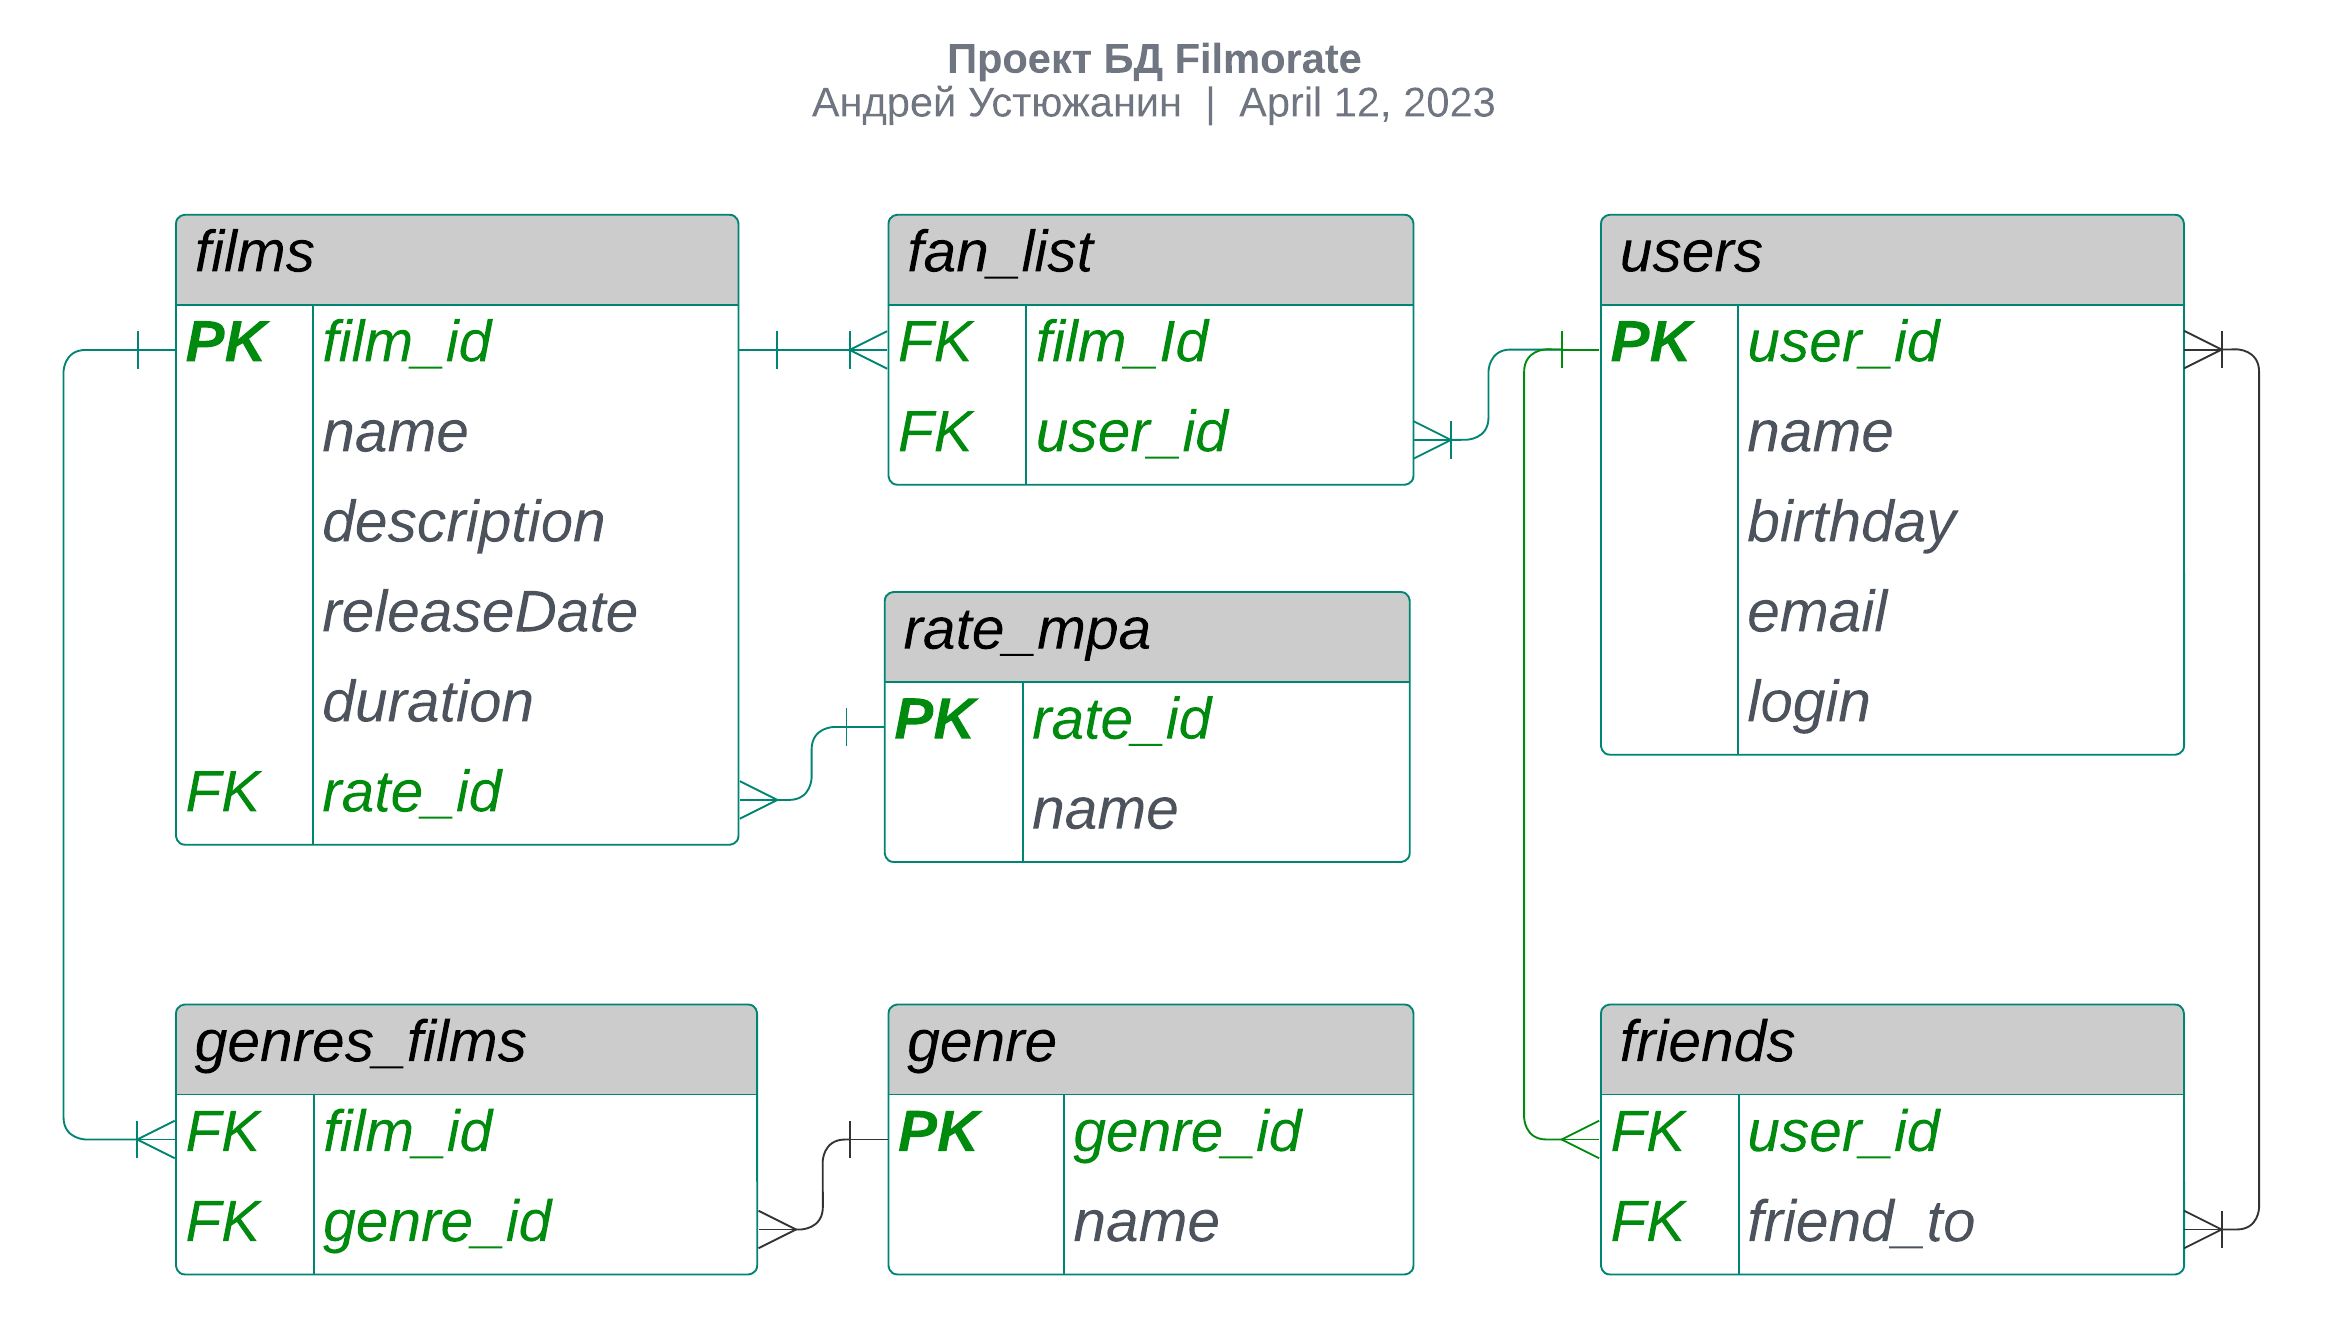 Проект БД Filmorate
Андрей Устюжанин | April 12, 2023
films
PK film_id
name
description
releaseDate
duration
FK rate_id
fan_list
FK film_Id
FK user_id
users
PK user_id
name
birthday
email
login
rate_mpa
PK rate_id
name
genres_films
FK film_id
FK genre_id
genre
PK genre_id
name
friends
FK user_id
FK friend_to